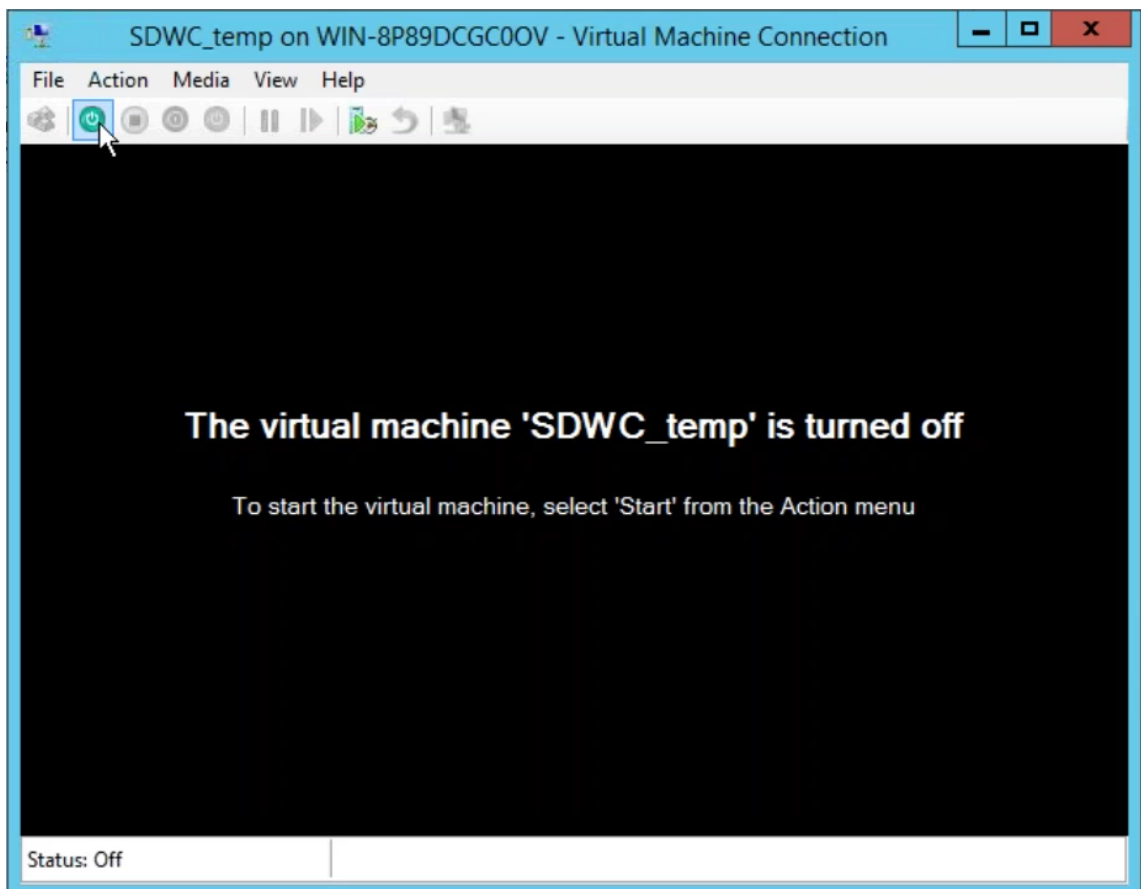 SDWC_temp on WIN-8P89DCGC0OV - Virtual Machine Connection
File Action Media View Help
The virtual machine 'SDWC_temp' is turned off
To start the virtual machine, select 'Start' from the Action menu
Status: Off